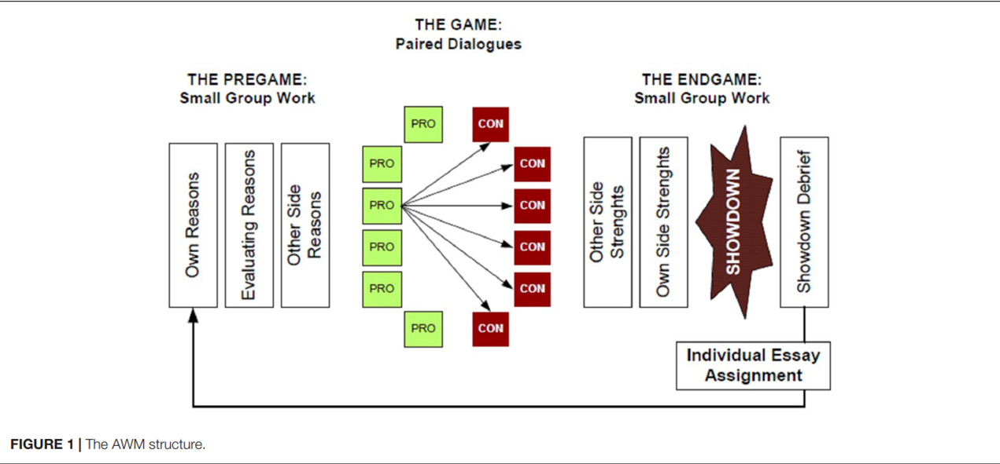 THE GAME:
Paired Dialogues
THE PREGAME:
Small Group Work
THE ENDGAME:
Small Group Work
Own Reasons
Evaluating Reasons
Other Side
Reasons
PRO
CON
PRO
CON
PRO
CON
PRO
CON
PRO
CON
PRO
CON
Other Side
Strenghts
Own Side Strenghts
SHOWDOWN
Showdown Debrief
Individual Essay
Assignment
FIGURE 1 | The AWM structure.